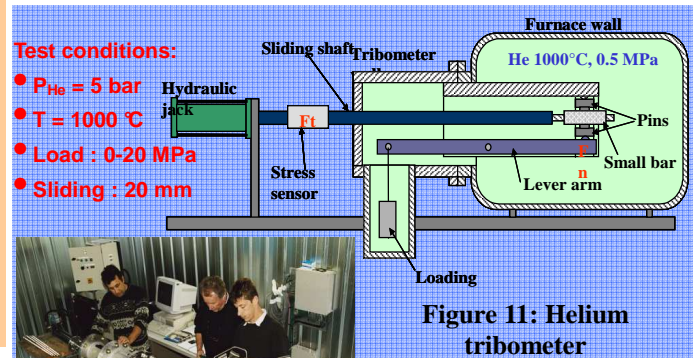 Test conditions:
• P_He = 5 bar
• T = 1000 °C
• Load : 0-20 MPa
• Sliding : 20 mm
Hydraulic
jack
Sliding shaft
Tribometer
Furnace wall
He 1000°C, 0.5 MPa
Ft
Stress
sensor
Pins
Small bar
F
n
Lever arm
Loading
Figure 11: Helium
tribometer